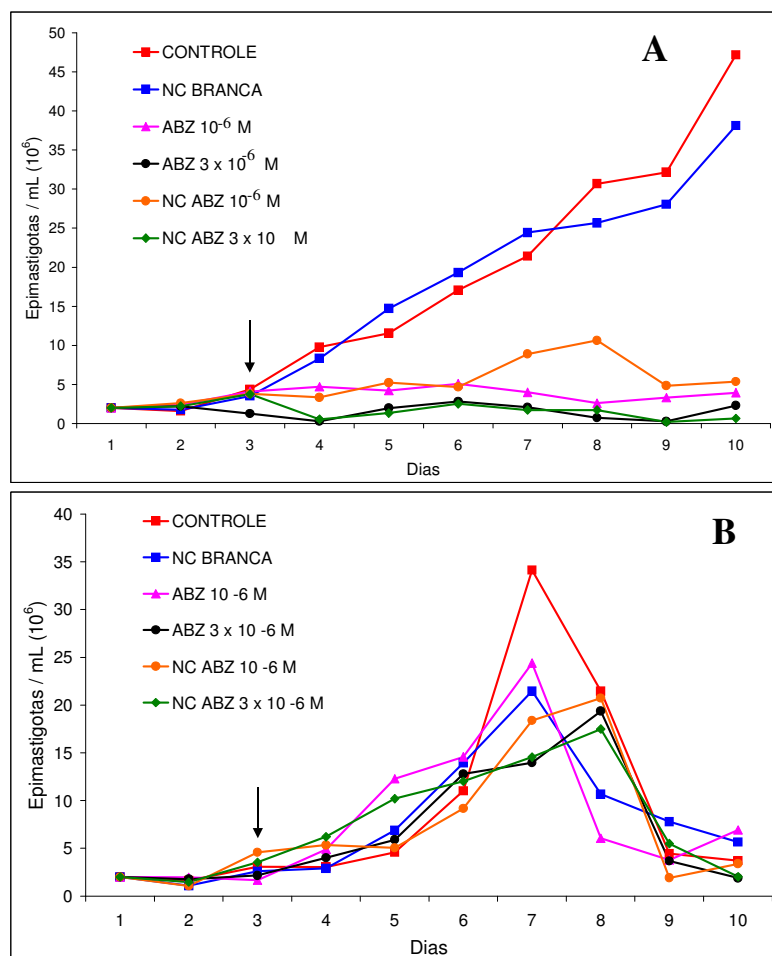 A
50
45
40
35
30
25
20
15
10
5
0
Epimastigotas / mL (10⁶)
CONTROLE
NC BRANCA
ABZ 10⁻⁶ M
ABZ 3 x 10⁻⁶ M
NC ABZ 10⁻⁶ M
NC ABZ 3 x 10 M
1 2 3 4 5 6 7 8 9 10
Dias
B
40
35
30
25
20
15
10
5
0
Epimastigotas / mL (10⁶)
CONTROLE
NC BRANCA
ABZ 10 -6 M
ABZ 3 x 10 -6 M
NC ABZ 10 -6 M
NC ABZ 3 x 10 -6 M
1 2 3 4 5 6 7 8 9 10
Dias